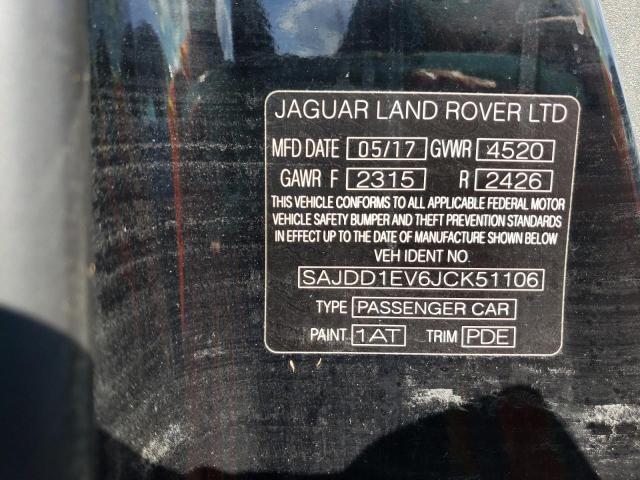 JAGUAR LAND ROVER LTD
MFD DATE 05/17 GVWR 4520
GAWR F 2315 R 2426
THIS VEHICLE CONFORMS TO ALL APPLICABLE FEDERAL MOTOR
VEHICLE SAFETY BUMPER AND THEFT PREVENTION STANDARDS
IN EFFECT UP TO THE DATE OF MANUFACTURE SHOWN BELOW
VEH IDENT NO.
SAJDD1EV6JCK51106
TYPE PASSENGER CAR
PAINT 1AT TRIM PDE